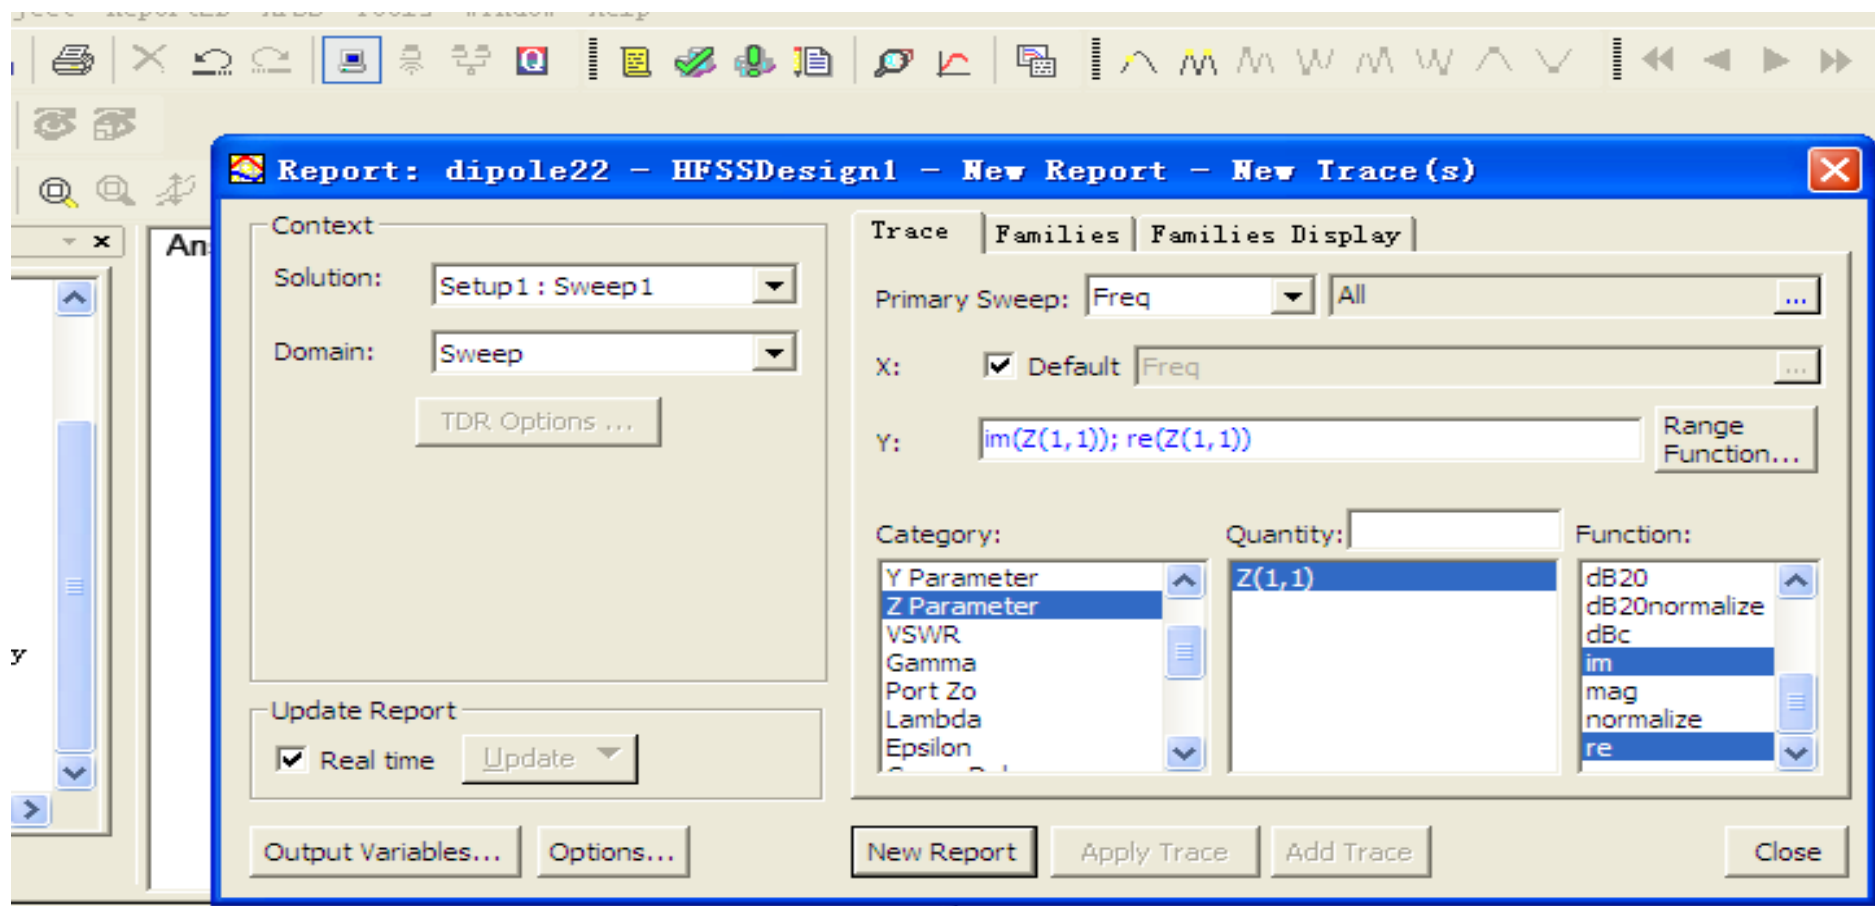 Report: dipole22 - HFSSDesign1 - New Report - New Trace(s)
An
Context
Solution:
Setup1 : Sweep1
Domain:
Sweep
TDR Options ...
Update Report
Real time
Update
Output Variables...
Options...
Trace
Families
Families Display
Primary Sweep:
Freq
All
...
X:
Default
Freq
...
Y:
im(Z(1,1)); re(Z(1,1))
Range
Function...
Category:
Y Parameter
Z Parameter
VSWR
Gamma
Port Zo
Lambda
Epsilon
Quantity:
Z(1,1)
Function:
dB20
dB20normalize
dBc
im
mag
normalize
re
New Report
Apply Trace
Add Trace
Close
y
Q